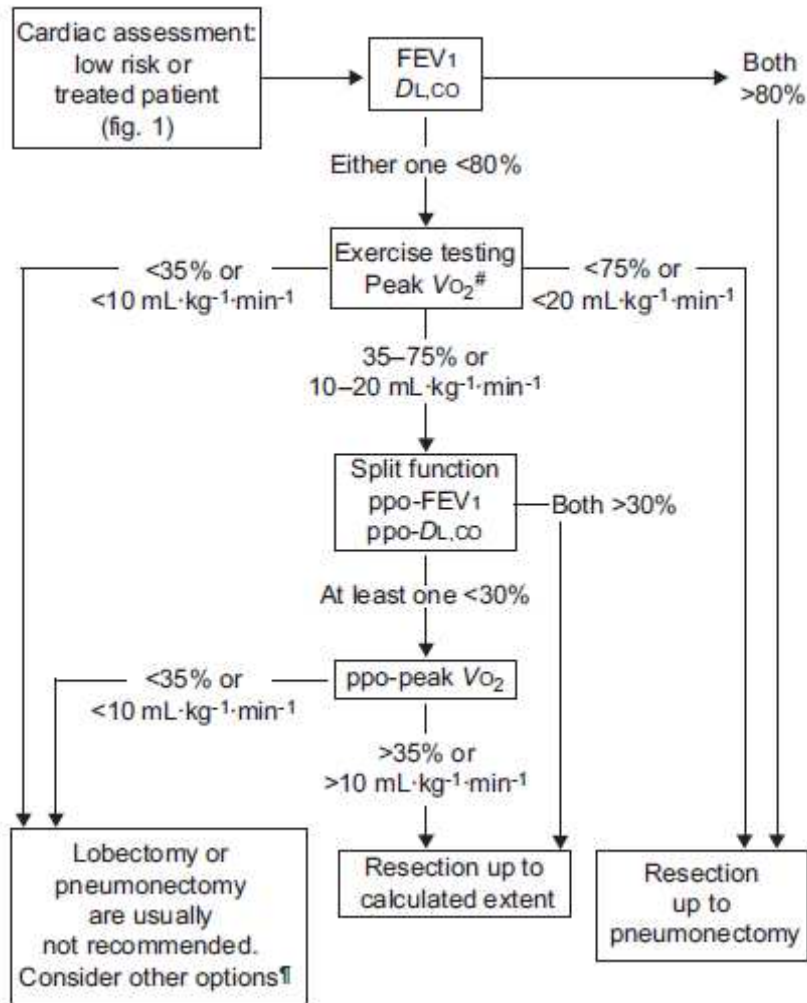 Cardiac assessment:
low risk or
treated patient
(fig. 1)
FEV1
DL,CO
Both
>80%
Either one <80%
Exercise testing
Peak VO2#
<35% or
<10 mL·kg-1·min-1
<75% or
<20 mL·kg-1·min-1
35–75% or
10–20 mL·kg-1·min-1
Split function
ppo-FEV1
ppo-DL,CO
Both >30%
At least one <30%
ppo-peak VO2
<35% or
<10 mL·kg-1·min-1
>35% or
>10 mL·kg-1·min-1
Lobectomy or
pneumonectomy
are usually
not recommended.
Consider other options¶
Resection up to
calculated extent
Resection
up to
pneumonectomy